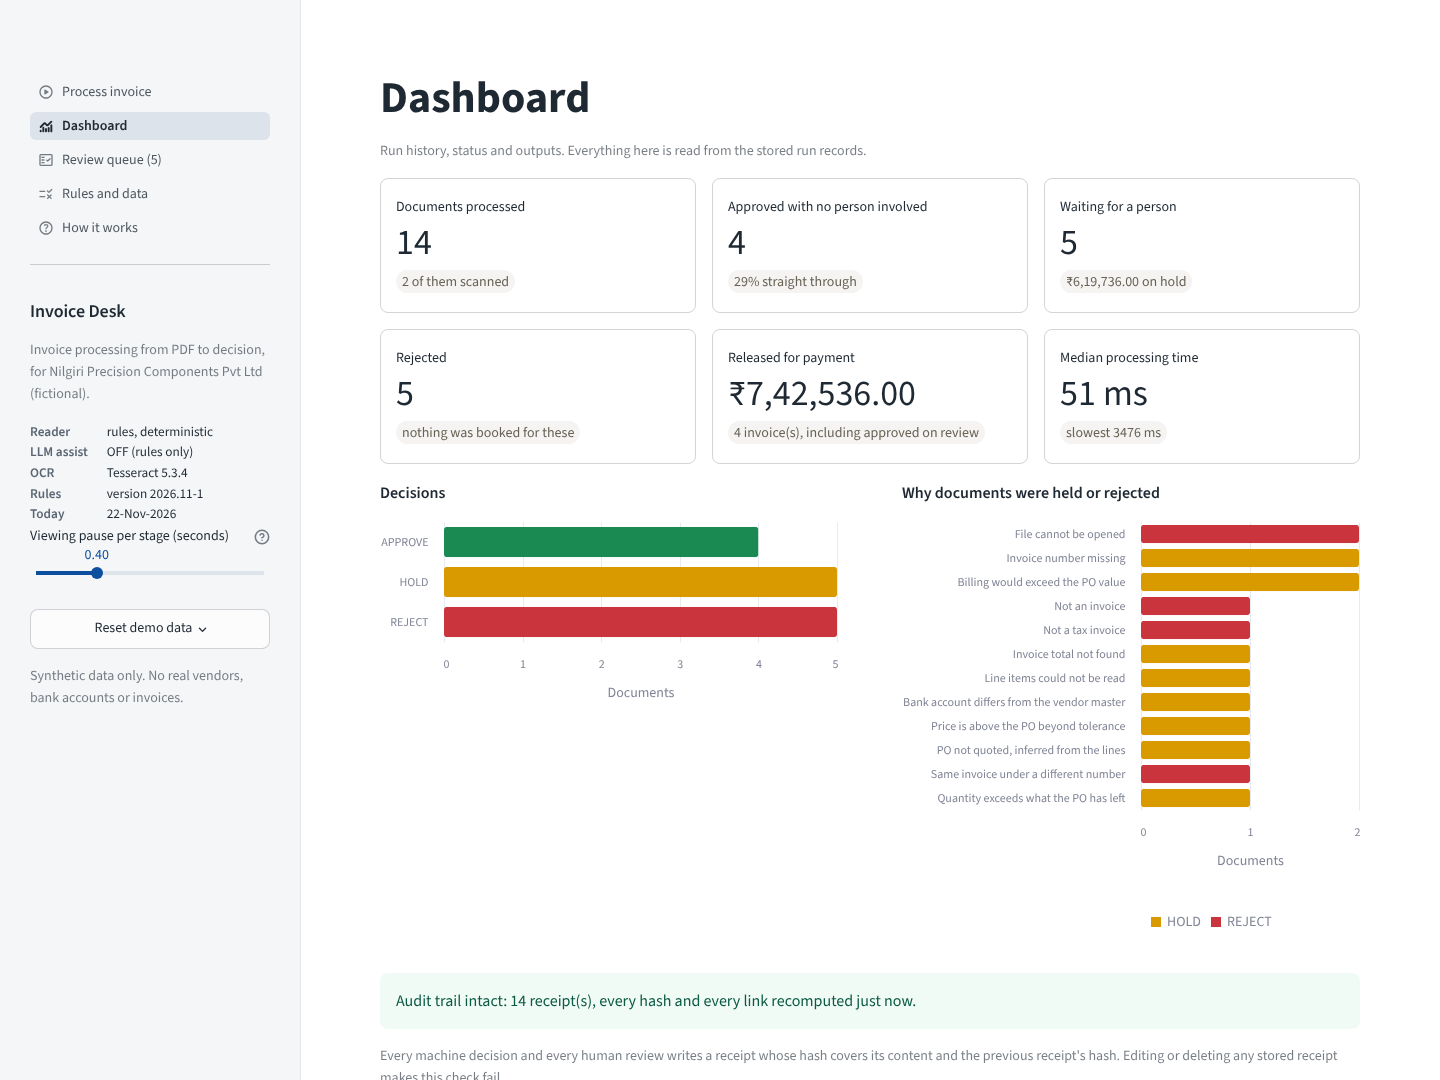 Process invoice
Dashboard
Review queue (5)
Rules and data
How it works
Invoice Desk
Invoice processing from PDF to decision,
for Nilgiri Precision Components Pvt Ltd
(fictional).
Reader rules, deterministic
LLM assist OFF (rules only)
OCR Tesseract 5.3.4
Rules version 2026.11-1
Today 22-Nov-2026
Viewing pause per stage (seconds)
0.40
Reset demo data
Synthetic data only. No real vendors,
bank accounts or invoices.
Dashboard
Run history, status and outputs. Everything here is read from the stored run records.
Documents processed
14
2 of them scanned
Approved with no person involved
4
29% straight through
Waiting for a person
5
₹6,19,736.00 on hold
Rejected
5
nothing was booked for these
Released for payment
₹7,42,536.00
4 invoice(s), including approved on review
Median processing time
51 ms
slowest 3476 ms
Decisions
APPROVE
HOLD
REJECT
0 1 2 3 4 5
Documents
Why documents were held or rejected
File cannot be opened
Invoice number missing
Billing would exceed the PO value
Not an invoice
Not a tax invoice
Invoice total not found
Line items could not be read
Bank account differs from the vendor master
Price is above the PO beyond tolerance
PO not quoted, inferred from the lines
Same invoice under a different number
Quantity exceeds what the PO has left
0 1 2
Documents
HOLD REJECT
Audit trail intact: 14 receipt(s), every hash and every link recomputed just now.
Every machine decision and every human review writes a receipt whose hash covers its content and the previous receipt's hash. Editing or deleting any stored receipt
makes this check fail.